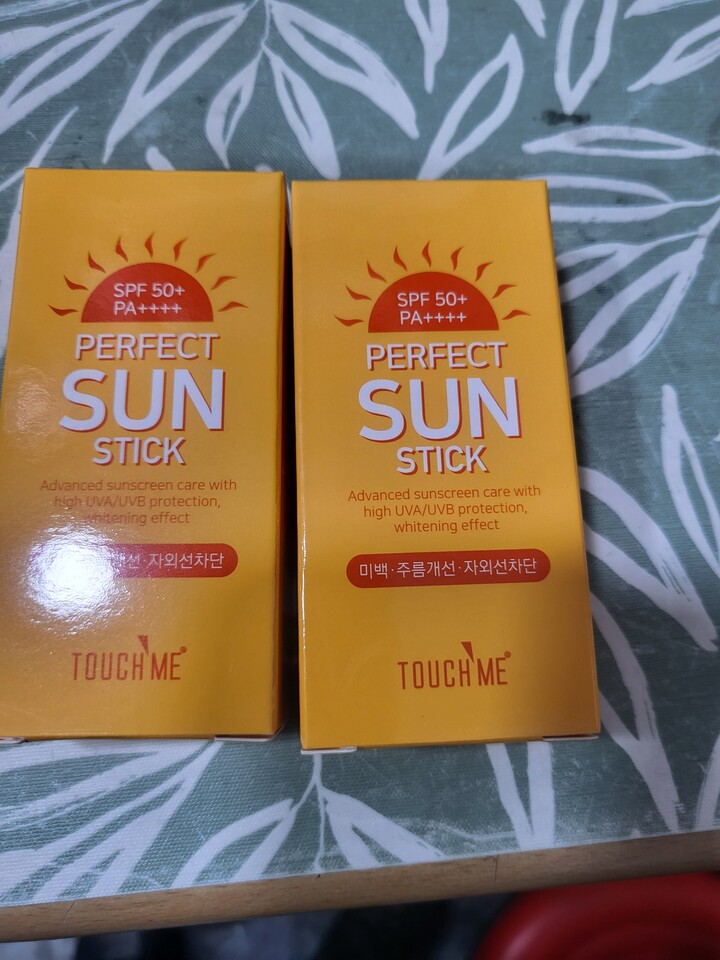 SPF 50+
PA++++
PERFECT
SUN
STICK
Advanced sunscreen care with
high UVA/UVB protection,
whitening effect
개선·자외선차단
TOUCH ME
SPF 50+
PA++++
PERFECT
SUN
STICK
Advanced sunscreen care with
high UVA/UVB protection,
whitening effect
미백·주름개선·자외선차단
TOUCH ME